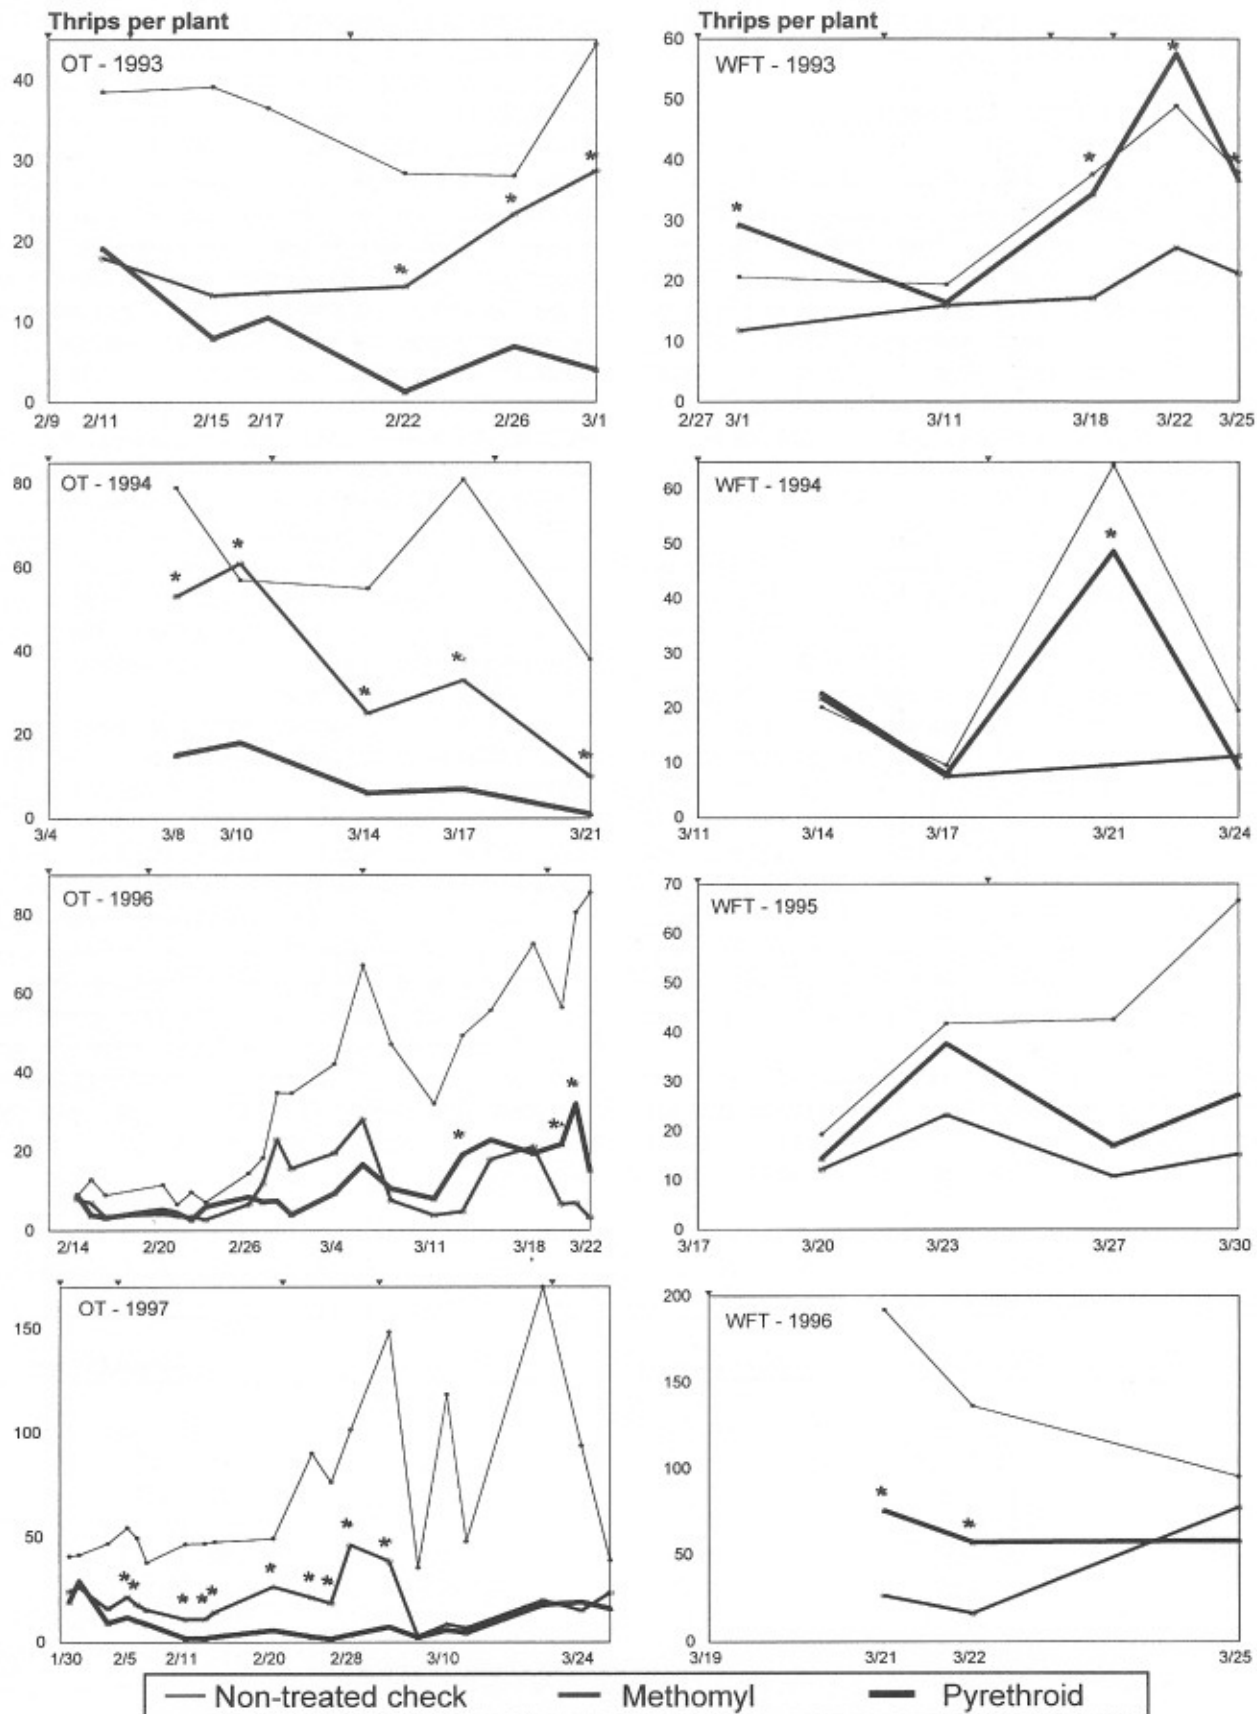 Thrips per plant
OT - 1993
40
30
20
10
0
2/9 2/11 2/15 2/17 2/22 2/26 3/1
Thrips per plant
WFT - 1993
60
50
40
30
20
10
0
2/27 3/1 3/11 3/18 3/22 3/25
OT - 1994
80
60
40
20
0
3/4 3/8 3/10 3/14 3/17 3/21
WFT - 1994
60
50
40
30
20
10
0
3/11 3/14 3/17 3/21 3/24
OT - 1996
80
60
40
20
0
2/14 2/20 2/26 3/4 3/11 3/18 3/22
WFT - 1995
70
60
50
40
30
20
10
0
3/17 3/20 3/23 3/27 3/30
OT - 1997
150
100
50
0
1/30 2/5 2/11 2/20 2/28 3/10 3/24
WFT - 1996
200
150
100
50
0
3/19 3/21 3/22 3/25
Non-treated check Methomyl Pyrethroid